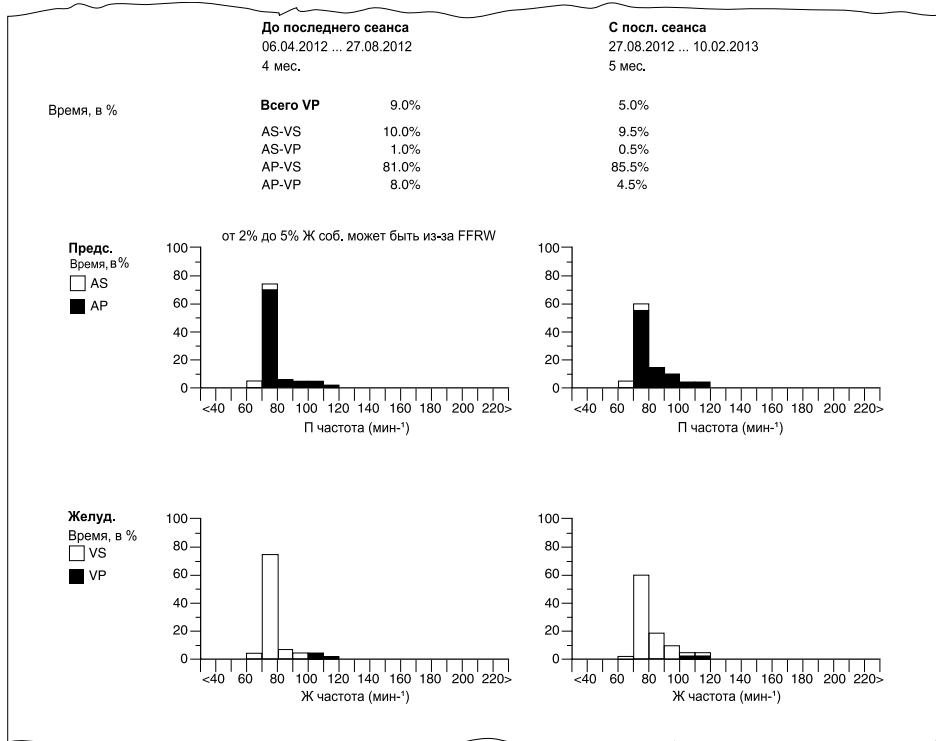 До последнего сеанса С посл. сеанса
06.04.2012 ... 27.08.2012 27.08.2012 ... 10.02.2013
4 мес. 5 мес.
Время, в % Всего VP 9.0% 5.0%
AS-VS 10.0% 9.5%
AS-VP 1.0% 0.5%
AP-VS 81.0% 85.5%
AP-VP 8.0% 4.5%
от 2% до 5% Ж соб. может быть из-за FFRW
Предс.
Время, в%
AS
AP
100
80
60
40
20
0
<40 60 80 100 120 140 160 180 200 220>
П частота (мин-¹)
100
80
60
40
20
0
<40 60 80 100 120 140 160 180 200 220>
П частота (мин-¹)
Желуд.
Время, в %
VS
VP
100
80
60
40
20
0
<40 60 80 100 120 140 160 180 200 220>
Ж частота (мин-¹)
100
80
60
40
20
0
<40 60 80 100 120 140 160 180 200 220>
Ж частота (мин-¹)